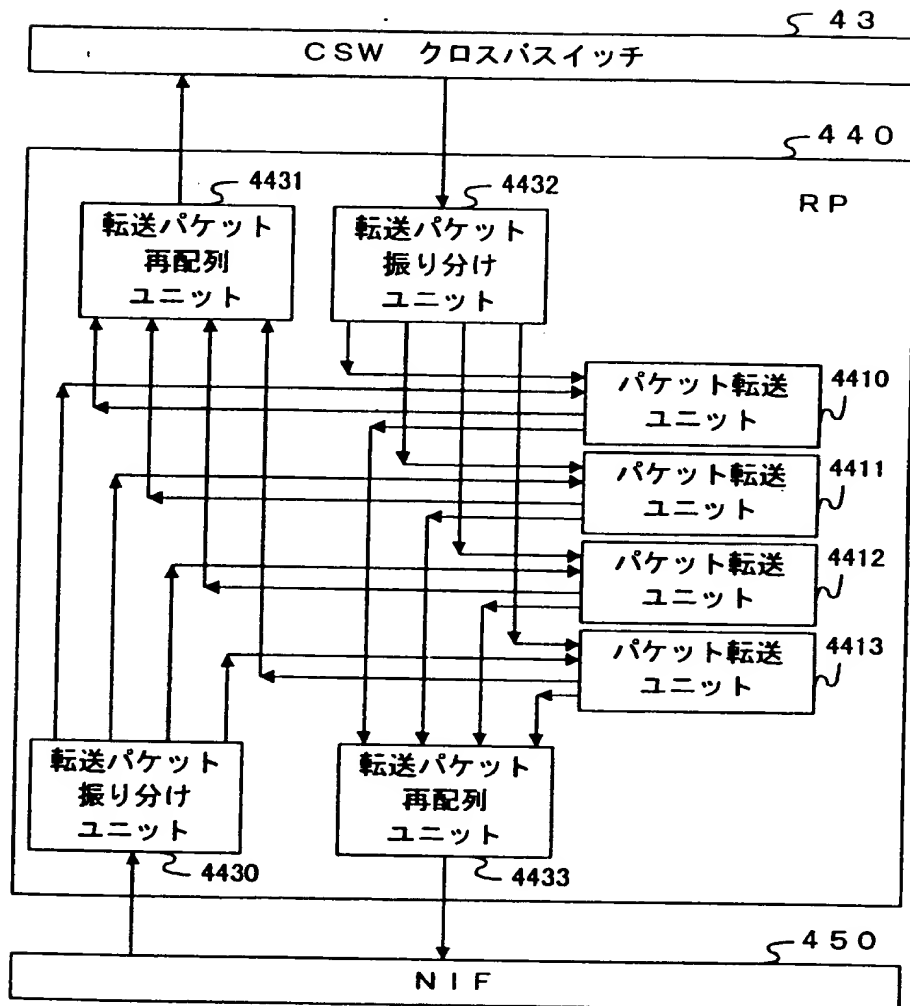 43
CSW クロスバスイッチ
440
RP
4431
転送パケット
再配列
ユニット
4432
転送パケット
振り分け
ユニット
パケット転送
ユニット
4410
パケット転送
ユニット
4411
パケット転送
ユニット
4412
パケット転送
ユニット
4413
転送パケット
振り分け
ユニット
4430
転送パケット
再配列
ユニット
4433
450
NIF